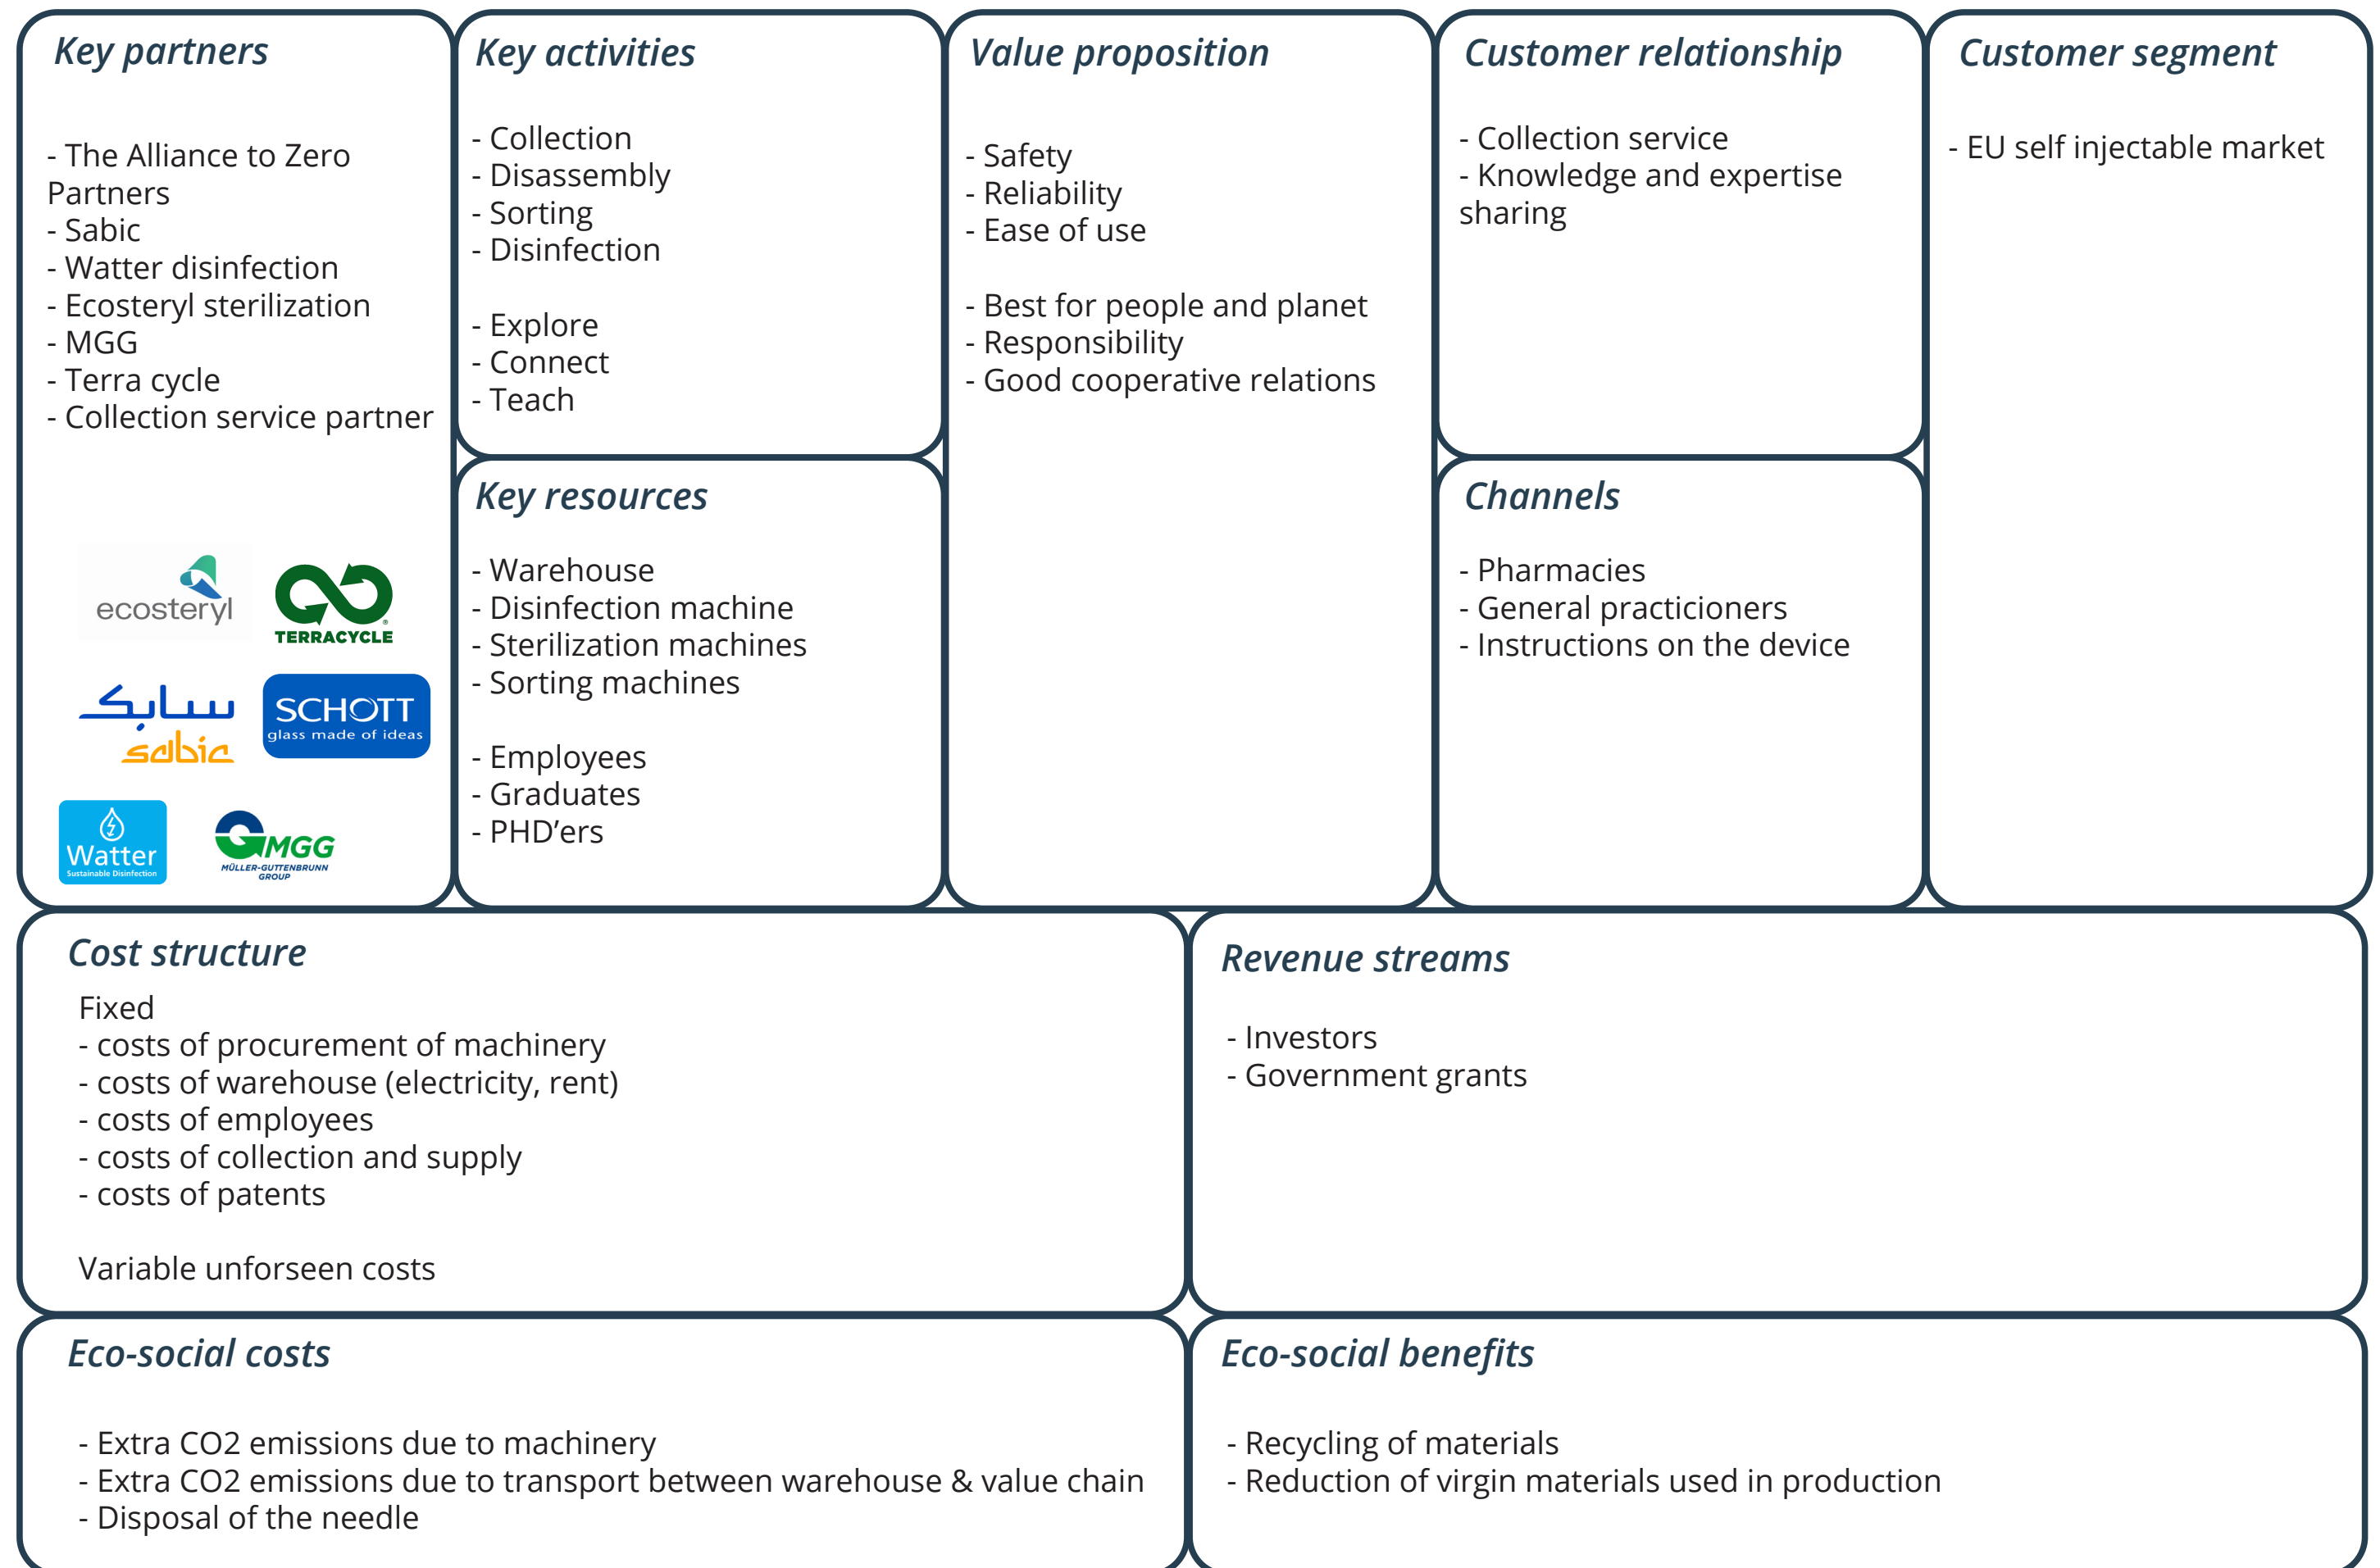 Key partners
- The Alliance to Zero
Partners
- Sabic
- Watter disinfection
- Ecosteryl sterilization
- MGG
- Terra cycle
- Collection service partner
ecosteryl
TERRACYCLE
®
سابك
sabic
SCHOTT
glass made of ideas
Watter
Sustainable Disinfection
MGG
MÜLLER-GUTTENBRUNN
GROUP
Key activities
- Collection
- Disassembly
- Sorting
- Disinfection
- Explore
- Connect
- Teach
Key resources
- Warehouse
- Disinfection machine
- Sterilization machines
- Sorting machines
- Employees
- Graduates
- PHD’ers
Value proposition
- Safety
- Reliability
- Ease of use
- Best for people and planet
- Responsibility
- Good cooperative relations
Customer relationship
- Collection service
- Knowledge and expertise
sharing
Channels
- Pharmacies
- General practicioners
- Instructions on the device
Customer segment
- EU self injectable market
Cost structure
Fixed
- costs of procurement of machinery
- costs of warehouse (electricity, rent)
- costs of employees
- costs of collection and supply
- costs of patents
Variable unforseen costs
Revenue streams
- Investors
- Government grants
Eco-social costs
- Extra CO2 emissions due to machinery
- Extra CO2 emissions due to transport between warehouse & value chain
- Disposal of the needle
Eco-social benefits
- Recycling of materials
- Reduction of virgin materials used in production